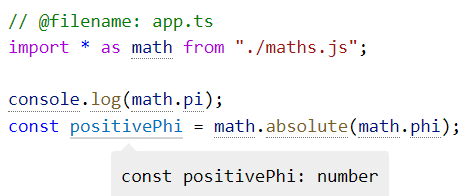 // @filename: app.ts
import * as math from "./maths.js";
console.log(math.pi);
const positivePhi = math.absolute(math.phi);
const positivePhi: number